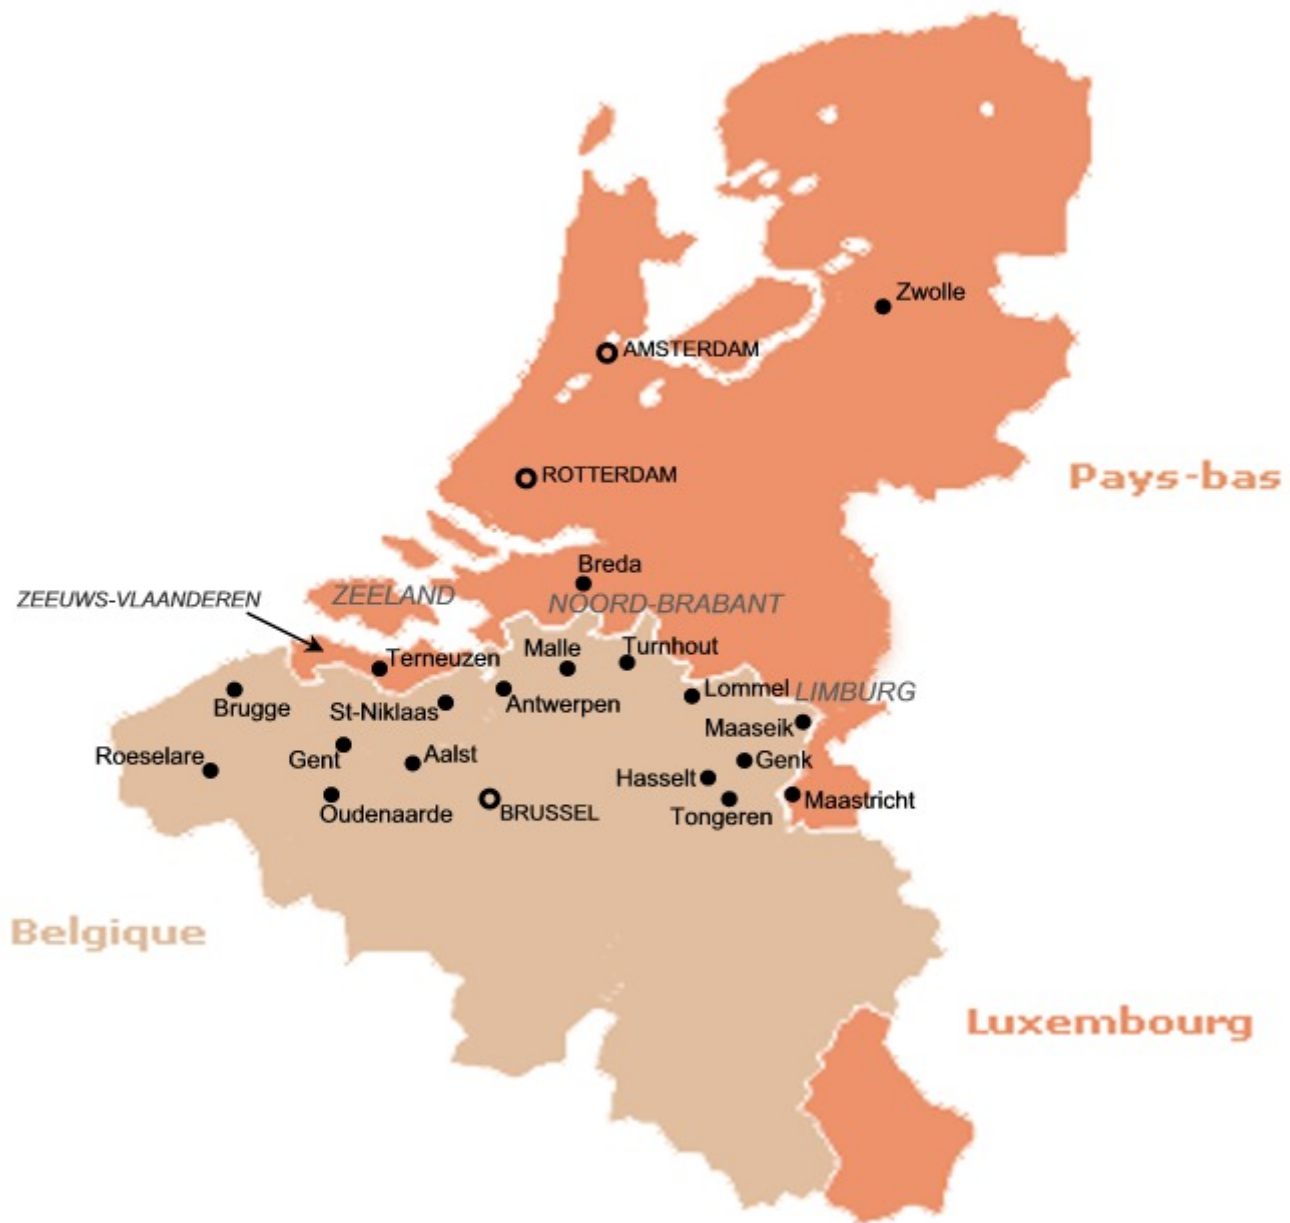 Zwolle
AMSTERDAM
Pays-bas
ROTTERDAM
Breda
ZEEUWS-VLAANDEREN
ZEELAND
NOORD-BRABANT
Terneuzen
Malle
Turnhout
Brugge
St-Niklaas
Antwerpen
Lommel
LIMBURG
Maaseik
Roeselare
Gent
Aalst
Genk
Hasselt
Oudenaarde
BRUSSEL
Tongeren
Maastricht
Belgique
Luxembourg